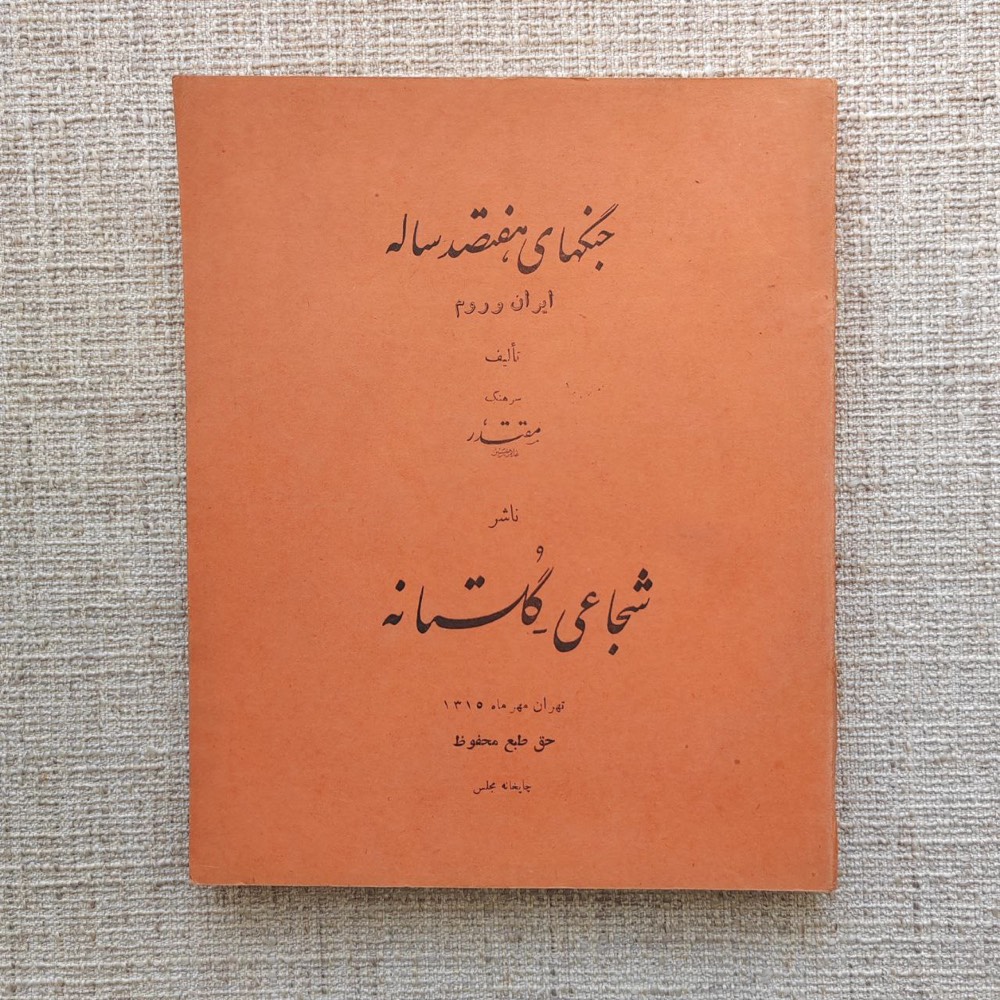 جنگهای هفتصد ساله
ایران و روم
تألیف
سرهنگ
مقتدر
ناشر
شجاعی و گلستانه
تهران مهر ماه ۱۳۱۵
حق طبع محفوظ
چاپخانه مجلس